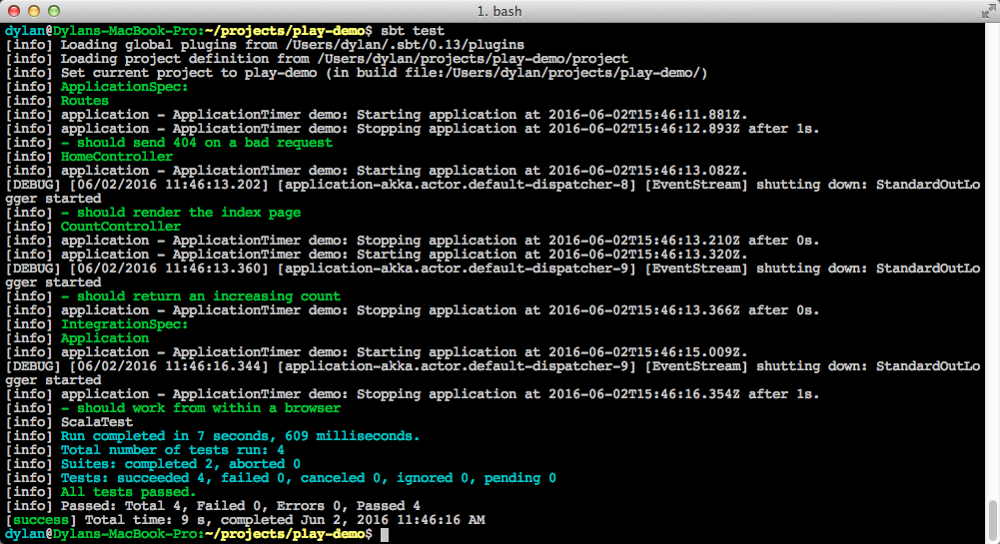 1. bash
dylan@Dylans-MacBook-Pro:~/projects/play-demo$ sbt test
[info] Loading global plugins from /Users/dylan/.sbt/0.13/plugins
[info] Loading project definition from /Users/dylan/projects/play-demo/project
[info] Set current project to play-demo (in build file:/Users/dylan/projects/play-demo/)
[info] ApplicationSpec:
[info] Routes
[info] application - ApplicationTimer demo: Starting application at 2016-06-02T15:46:11.881Z.
[info] application - ApplicationTimer demo: Stopping application at 2016-06-02T15:46:12.893Z after 1s.
[info] - should send 404 on a bad request
[info] HomeController
[info] application - ApplicationTimer demo: Starting application at 2016-06-02T15:46:13.082Z.
[DEBUG] [06/02/2016 11:46:13.202] [application-akka.actor.default-dispatcher-8] [EventStream] shutting down: StandardOutLo
gger started
[info] - should render the index page
[info] CountController
[info] application - ApplicationTimer demo: Stopping application at 2016-06-02T15:46:13.210Z after 0s.
[info] application - ApplicationTimer demo: Starting application at 2016-06-02T15:46:13.320Z.
[DEBUG] [06/02/2016 11:46:13.360] [application-akka.actor.default-dispatcher-9] [EventStream] shutting down: StandardOutLo
gger started
[info] - should return an increasing count
[info] application - ApplicationTimer demo: Stopping application at 2016-06-02T15:46:13.366Z after 0s.
[info] IntegrationSpec:
[info] Application
[info] application - ApplicationTimer demo: Starting application at 2016-06-02T15:46:15.009Z.
[DEBUG] [06/02/2016 11:46:16.344] [application-akka.actor.default-dispatcher-9] [EventStream] shutting down: StandardOutLo
gger started
[info] application - ApplicationTimer demo: Stopping application at 2016-06-02T15:46:16.354Z after 1s.
[info] - should work from within a browser
[info] ScalaTest
[info] Run completed in 7 seconds, 609 milliseconds.
[info] Total number of tests run: 4
[info] Suites: completed 2, aborted 0
[info] Tests: succeeded 4, failed 0, canceled 0, ignored 0, pending 0
[info] All tests passed.
[info] Passed: Total 4, Failed 0, Errors 0, Passed 4
[success] Total time: 9 s, completed Jun 2, 2016 11:46:16 AM
dylan@Dylans-MacBook-Pro:~/projects/play-demo$